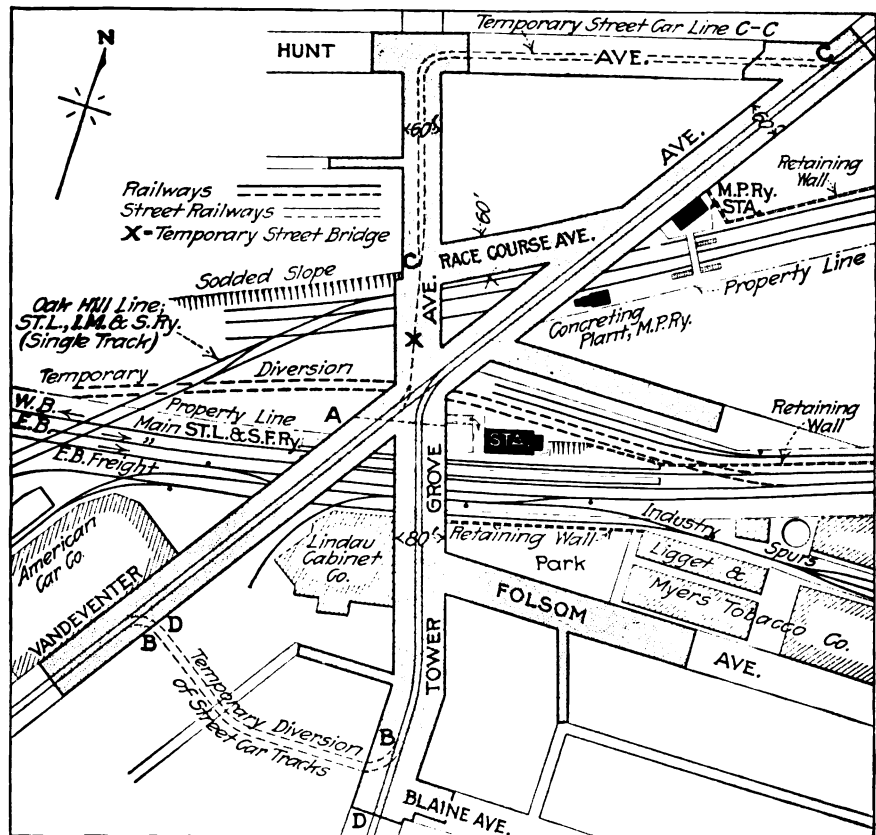 Temporary Street Car Line C-C
N
HUNT
AVE.
C
60'
60'
AVE.
Retaining
Wall
M.P.Ry.
STA.
Railways
Street Railways
X-Temporary Street Bridge
60'
RACE COURSE AVE.
C
Sodded Slope
AVE.
Property Line
Oak Hill Line;
ST.L.,I.M.& S.Ry.
(Single Track)
Concreting
Plant, M.P.Ry.
X
Temporary Diversion
W.B.
Property Line
A
E.B.
Main ST.L.& S.F.Ry.
E.B. Freight
STA.
Retaining
Wall
GROVE
Industry
Spurs
American
Car Co.
Lindau
Cabinet
Co.
80'
Retaining Wall
Park
Ligget &
Myers Tobacco
Co.
FOLSOM
AVE.
VANDEVENTER
D
B
TOWER
Temporary Diversion
of Street Car Tracks
B
BLAINE AVE.
D